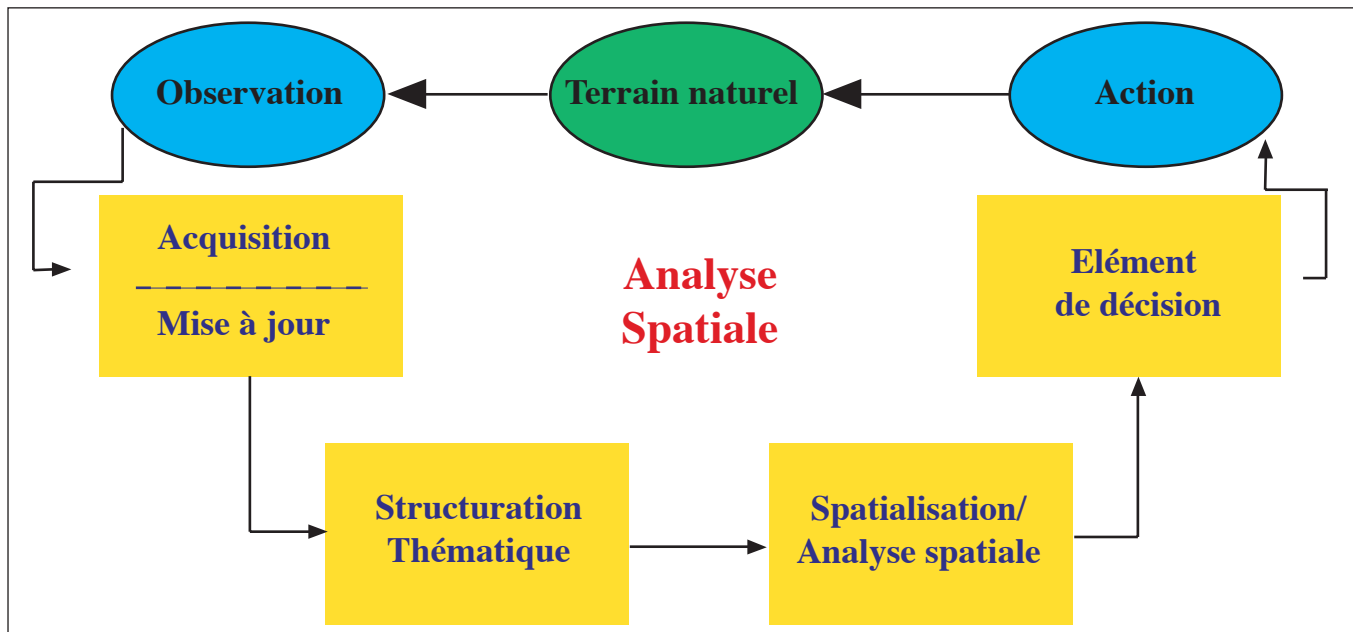 Observation
Terrain naturel
Action
Acquisition
Mise à jour
Analyse
Spatiale
Elément
de décision
Structuration
Thématique
Spatialisation/
Analyse spatiale